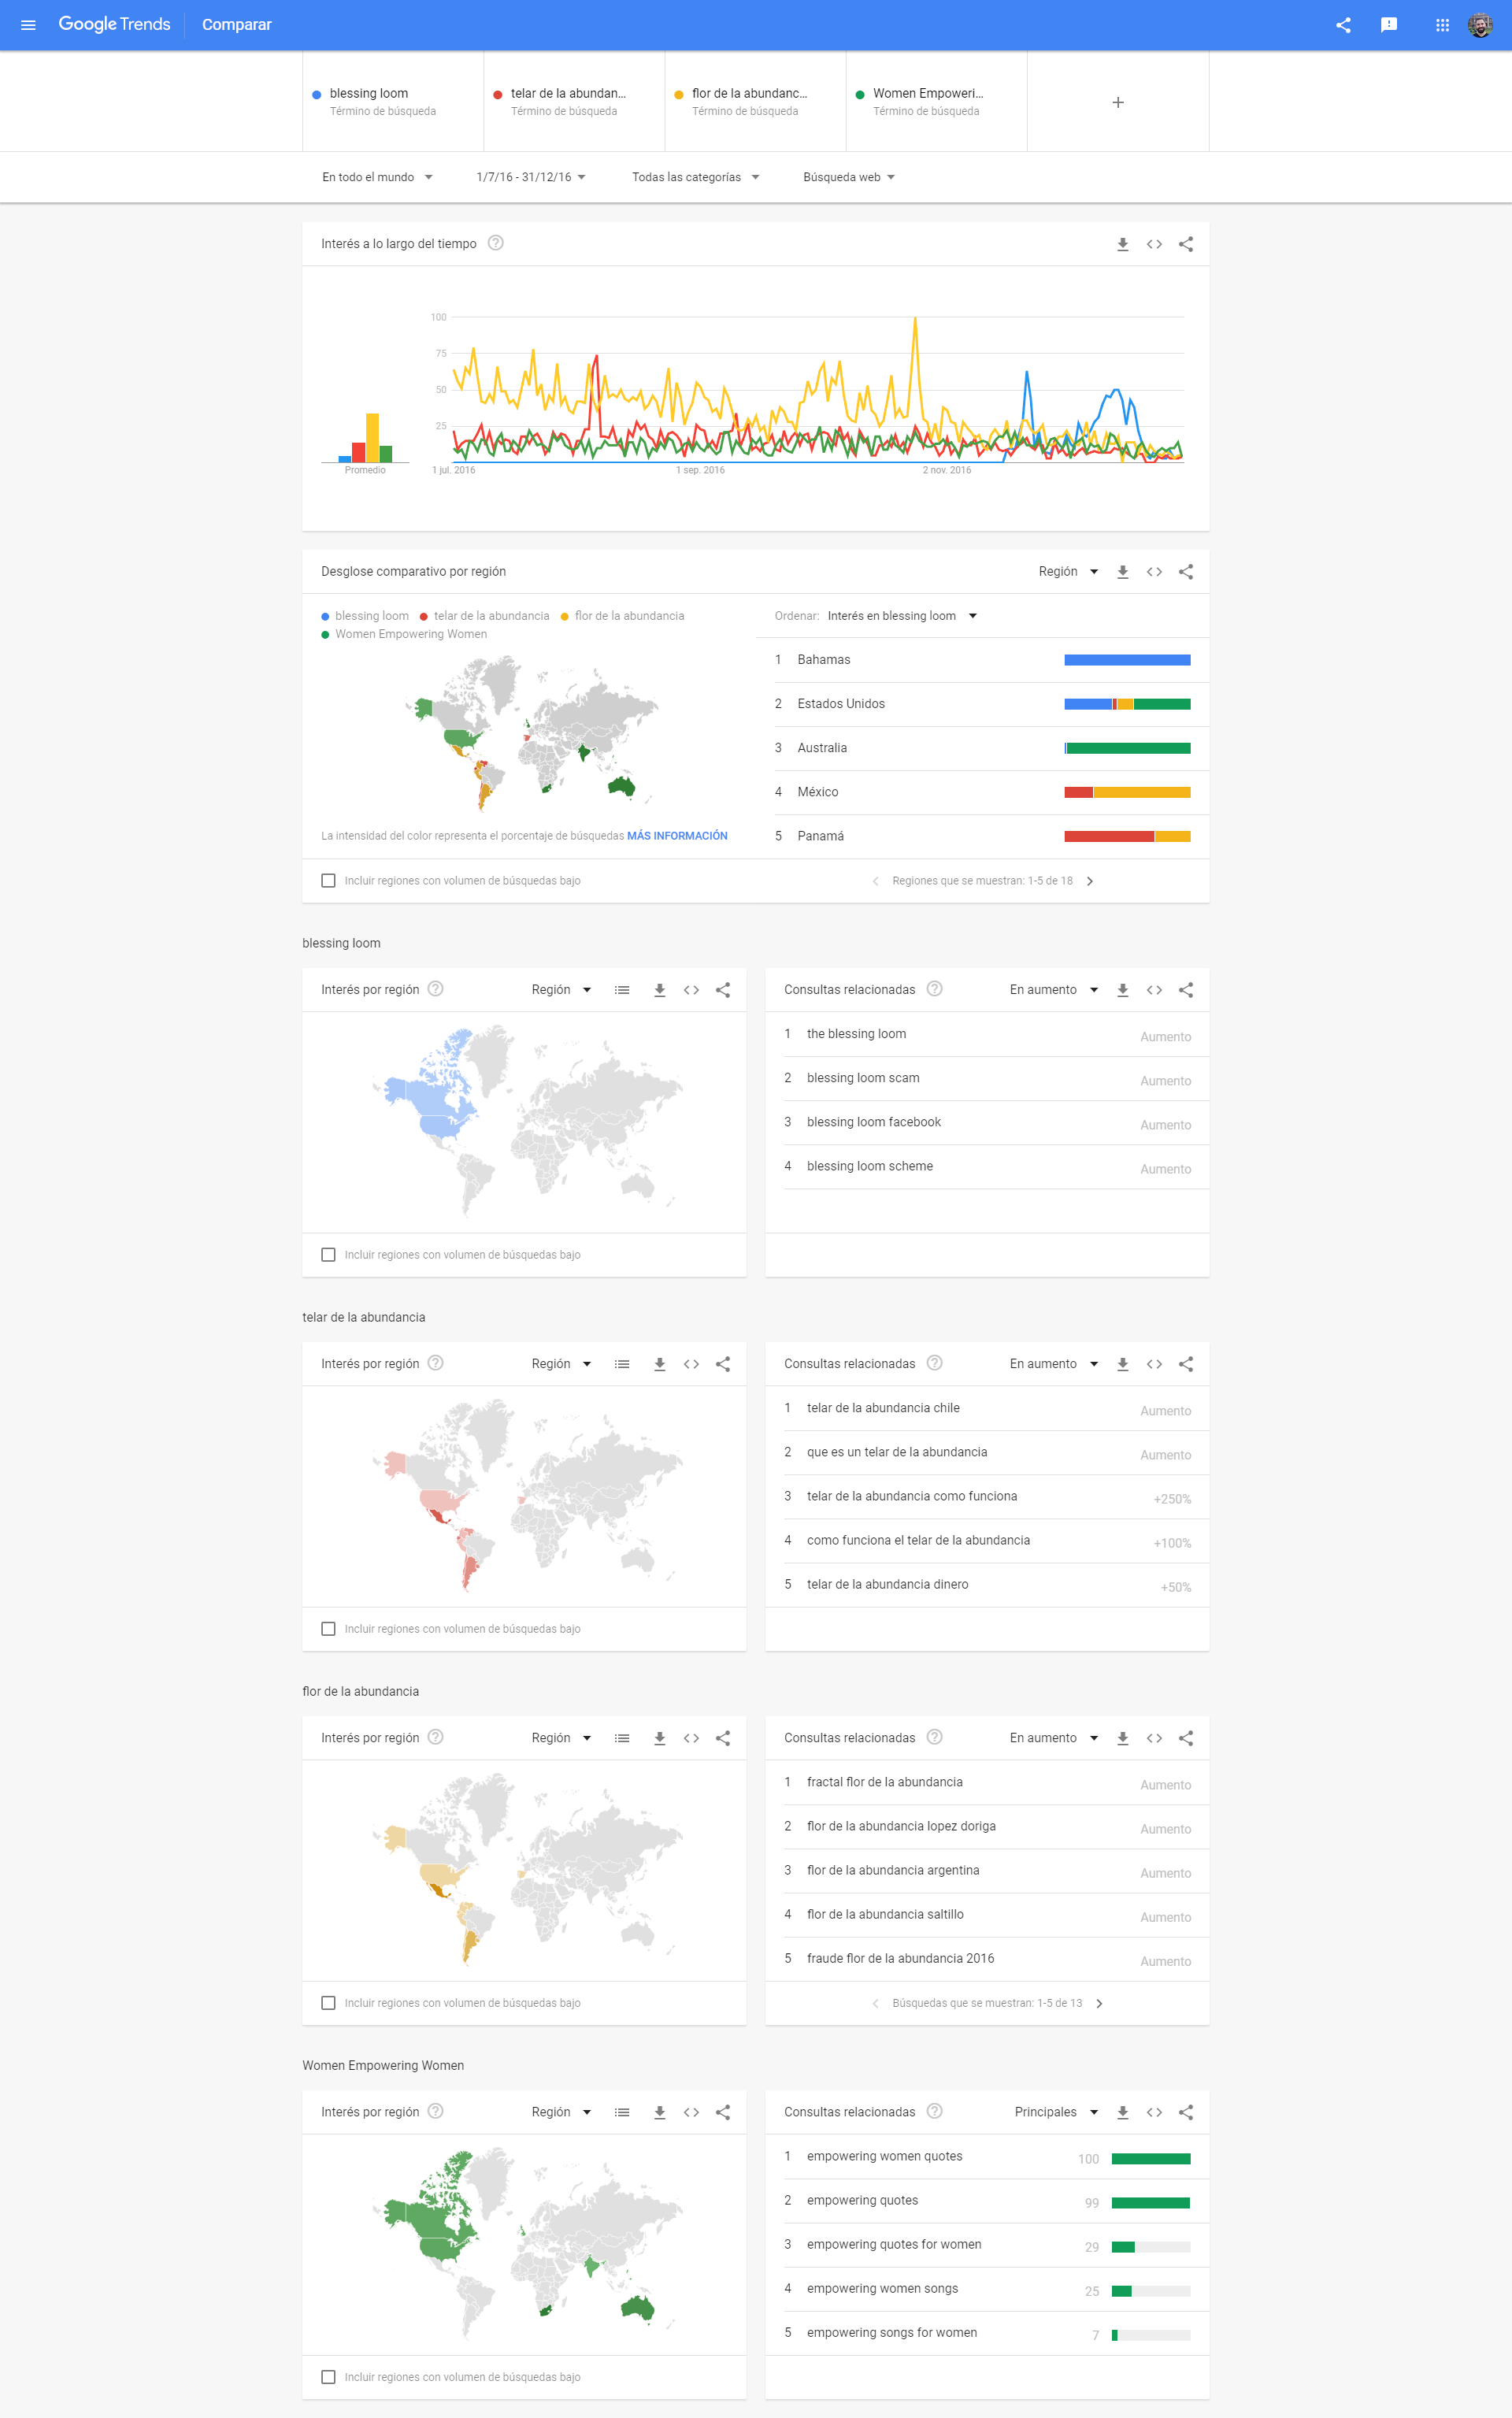 Google Trends Comparar
blessing loom
Término de búsqueda
telar de la abundan...
Término de búsqueda
flor de la abundanc...
Término de búsqueda
Women Empoweri...
Término de búsqueda
+
En todo el mundo 1/7/16 - 31/12/16 Todas las categorías Búsqueda web
Interés a lo largo del tiempo
100
75
50
25
Promedio 1 jul. 2016 1 sep. 2016 2 nov. 2016
Desglose comparativo por región Región
blessing loom telar de la abundancia flor de la abundancia
Women Empowering Women
Ordenar: Interés en blessing loom
1 Bahamas
2 Estados Unidos
3 Australia
4 México
5 Panamá
La intensidad del color representa el porcentaje de búsquedas MÁS INFORMACIÓN
Incluir regiones con volumen de búsquedas bajo
Regiones que se muestran: 1-5 de 18
blessing loom
Interés por región Región
Incluir regiones con volumen de búsquedas bajo
Consultas relacionadas En aumento
1 the blessing loom Aumento
2 blessing loom scam Aumento
3 blessing loom facebook Aumento
4 blessing loom scheme Aumento
telar de la abundancia
Interés por región Región
Incluir regiones con volumen de búsquedas bajo
Consultas relacionadas En aumento
1 telar de la abundancia chile Aumento
2 que es un telar de la abundancia Aumento
3 telar de la abundancia como funciona +250%
4 como funciona el telar de la abundancia +100%
5 telar de la abundancia dinero +50%
flor de la abundancia
Interés por región Región
Incluir regiones con volumen de búsquedas bajo
Consultas relacionadas En aumento
1 fractal flor de la abundancia Aumento
2 flor de la abundancia lopez doriga Aumento
3 flor de la abundancia argentina Aumento
4 flor de la abundancia saltillo Aumento
5 fraude flor de la abundancia 2016 Aumento
Búsquedas que se muestran: 1-5 de 13
Women Empowering Women
Interés por región Región
Incluir regiones con volumen de búsquedas bajo
Consultas relacionadas Principales
1 empowering women quotes 100
2 empowering quotes 99
3 empowering quotes for women 29
4 empowering women songs 25
5 empowering songs for women 7